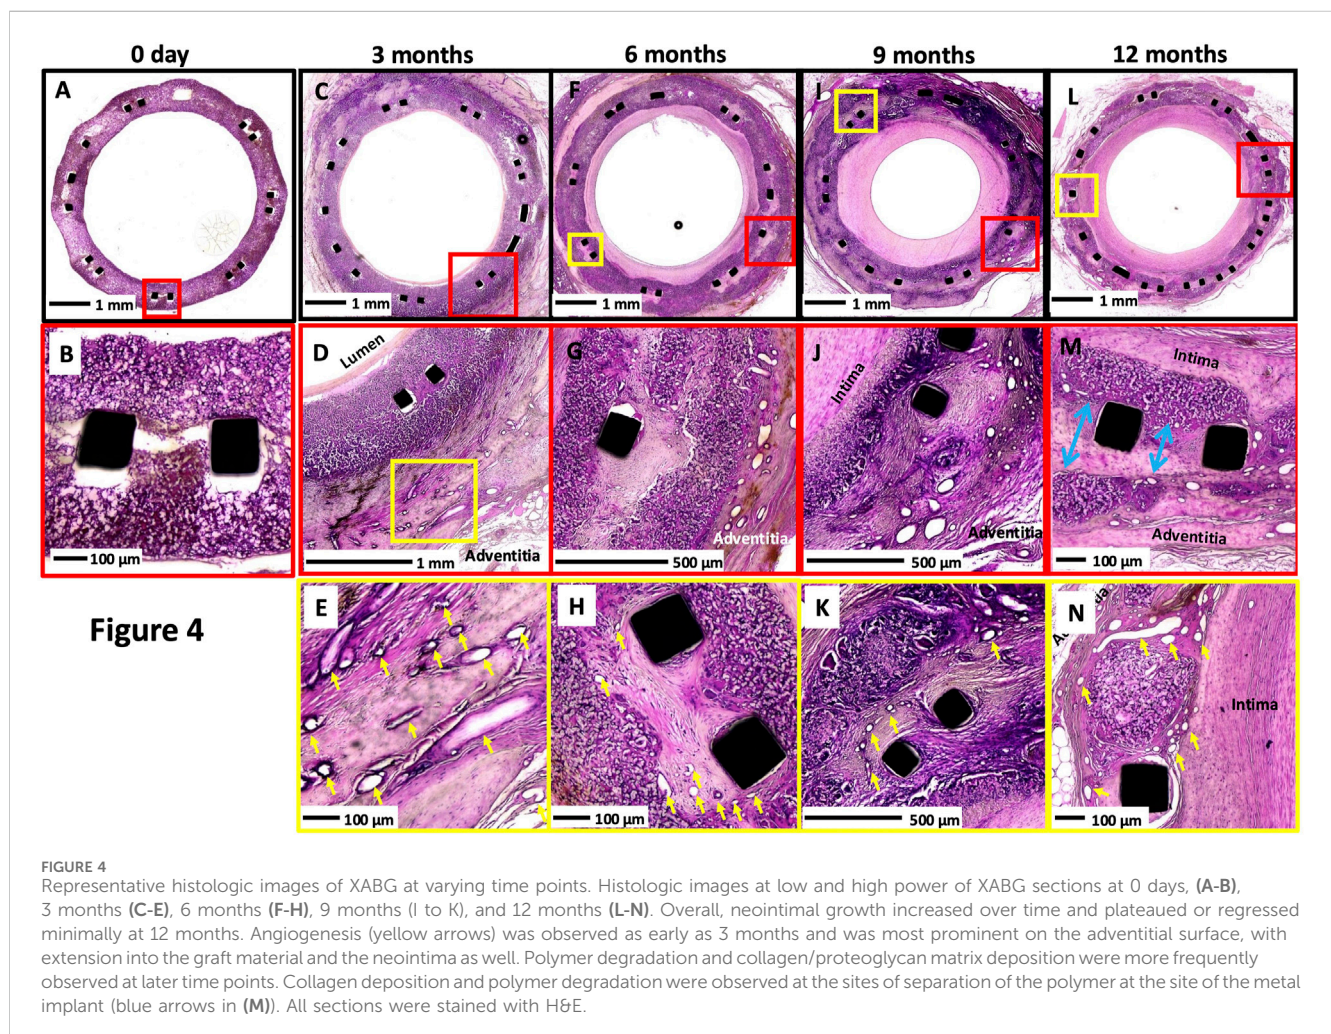 0 day
3 months
6 months
9 months
12 months
A
1 mm
C
1 mm
F
1 mm
I
1 mm
L
1 mm
B
100 µm
D
Lumen
Adventitia
1 mm
G
Adventitia
500 µm
J
Intima
Adventitia
500 µm
M
Intima
Adventitia
100 µm
Figure 4
E
100 µm
H
100 µm
K
500 µm
N
Intima
100 µm
FIGURE 4
Representative histologic images of XABG at varying time points. Histologic images at low and high power of XABG sections at 0 days, (A-B),
3 months (C-E), 6 months (F-H), 9 months (I to K), and 12 months (L-N). Overall, neointimal growth increased over time and plateaued or regressed
minimally at 12 months. Angiogenesis (yellow arrows) was observed as early as 3 months and was most prominent on the adventitial surface, with
extension into the graft material and the neointima as well. Polymer degradation and collagen/proteoglycan matrix deposition were more frequently
observed at later time points. Collagen deposition and polymer degradation were observed at the sites of separation of the polymer at the site of the metal
implant (blue arrows in (M)). All sections were stained with H&E.